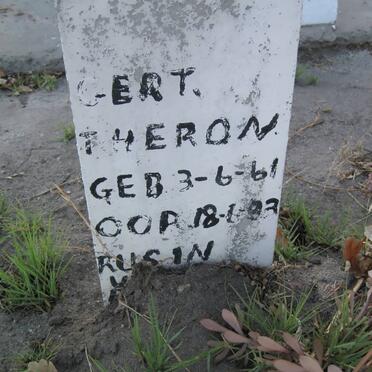 GERT.
THERON
GEB 3-6-61
OOR 18-1-93
RUS IN